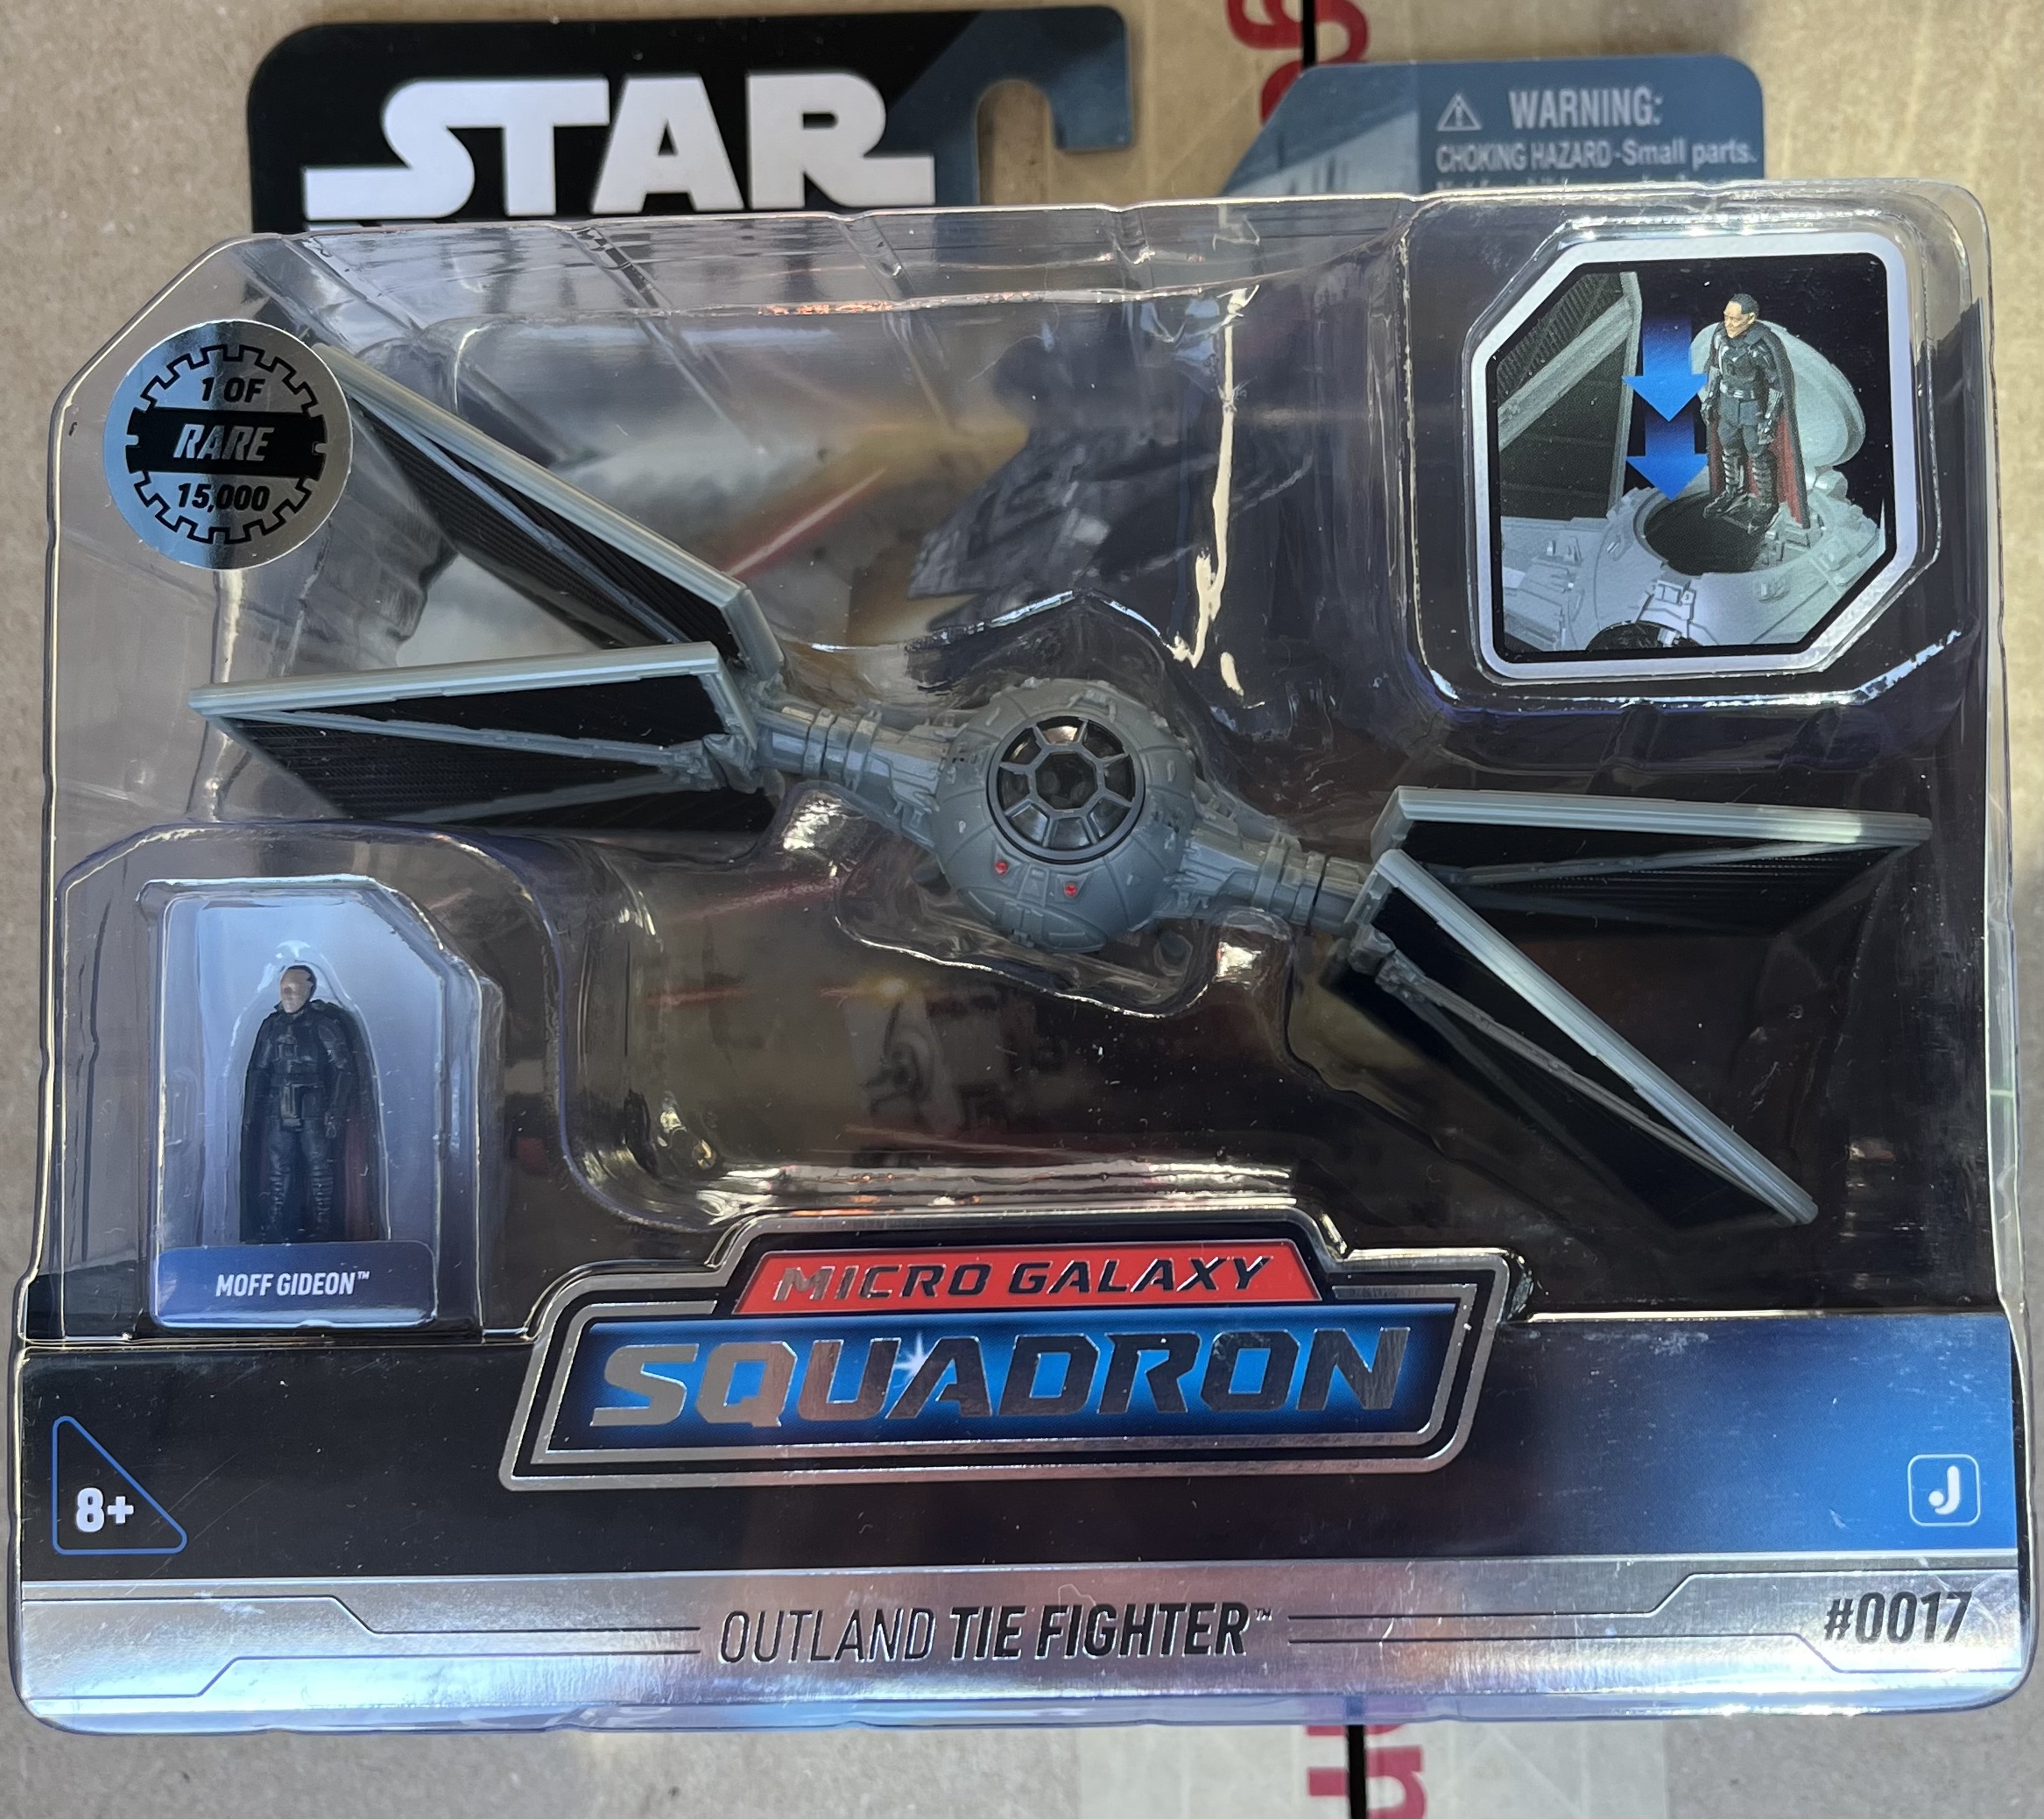 STAR
⚠ WARNING:
CHOKING HAZARD-Small parts.
1 OF
RARE
15,000
MOFF GIDEON™
MICRO GALAXY
SQUADRON
8+
J
OUTLAND TIE FIGHTER™
#0017